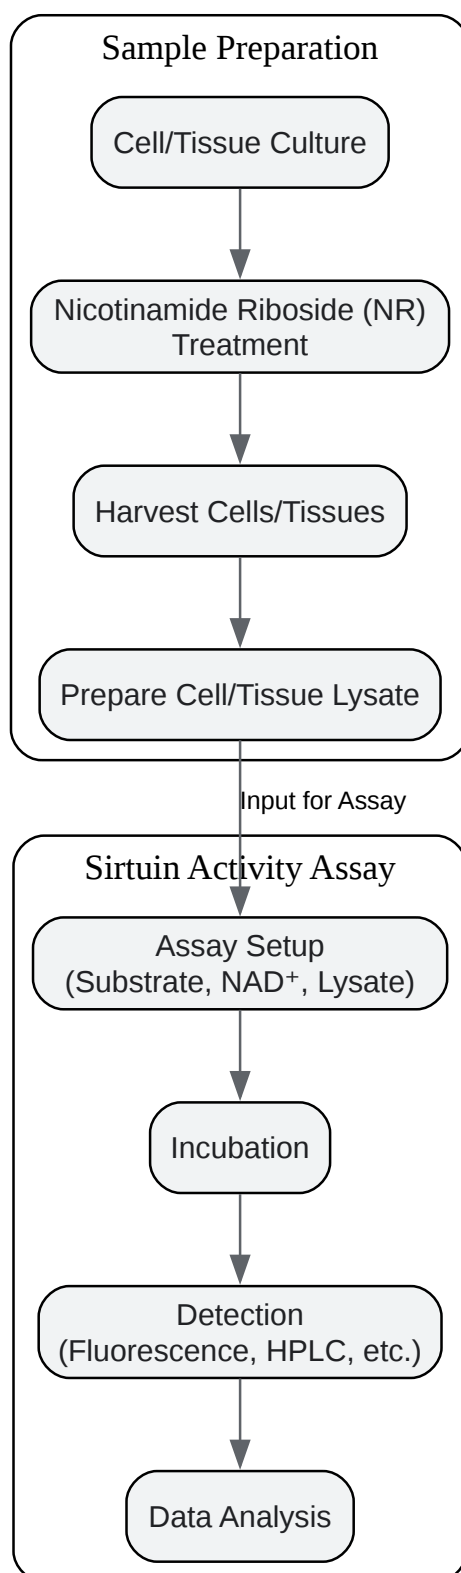 Sample Preparation
Cell/Tissue Culture
Nicotinamide Riboside (NR)
Treatment
Harvest Cells/Tissues
Prepare Cell/Tissue Lysate
Input for Assay
Sirtuin Activity Assay
Assay Setup
(Substrate, NAD⁺, Lysate)
Incubation
Detection
(Fluorescence, HPLC, etc.)
Data Analysis